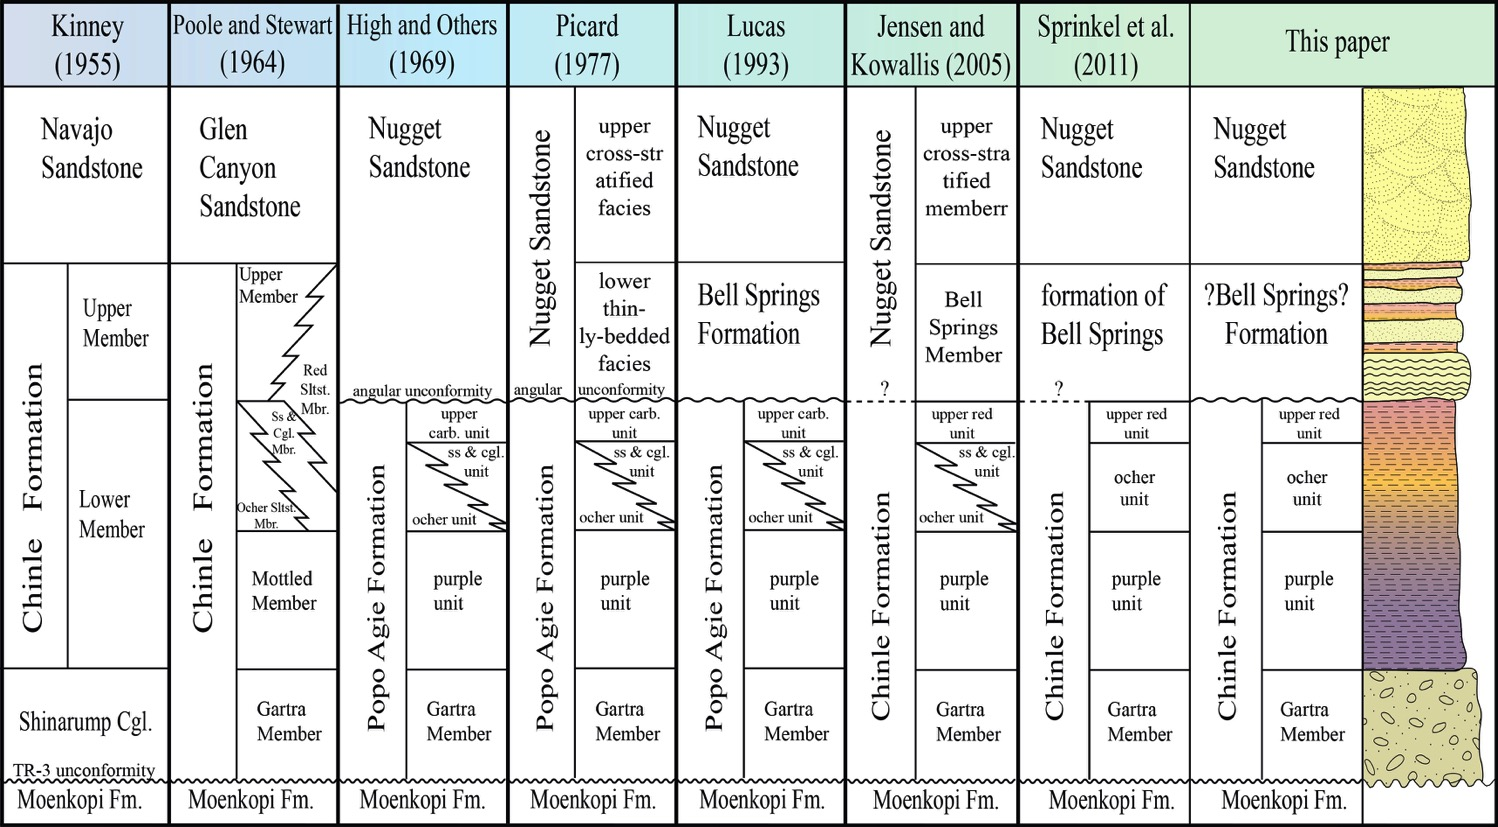 Kinney
(1955)
Navajo
Sandstone
Chinle Formation
Upper
Member
Lower
Member
Shinarump Cgl.
TR-3 unconformity
Moenkopi Fm.
Poole and Stewart
(1964)
Glen
Canyon
Sandstone
Chinle Formation
Upper
Member
Red
Sltst.
Mbr.
Ss &
Cgl.
Mbr.
Ocher Sltst.
Mbr.
Mottled
Member
Gartra
Member
Moenkopi Fm.
High and Others
(1969)
Nugget
Sandstone
angular unconformity
Popo Agie Formation
upper
carb. unit
ss & cgl.
unit
ocher unit
purple
unit
Gartra
Member
Moenkopi Fm.
Picard
(1977)
Nugget Sandstone
upper
cross-str
atified
facies
lower
thin-
ly-bedded
facies
angular unconformity
Popo Agie Formation
upper carb.
unit
ss & cgl.
unit
ocher unit
purple
unit
Gartra
Member
Moenkopi Fm.
Lucas
(1993)
Nugget
Sandstone
Bell Springs
Formation
Popo Agie Formation
upper carb.
unit
ss & cgl.
unit
ocher unit
purple
unit
Gartra
Member
Moenkopi Fm.
Jensen and
Kowallis (2005)
Nugget Sandstone
upper
cross-stra
tified
memberr
Bell
Springs
Member
?
Chinle Formation
upper red
unit
ss & cgl.
unit
ocher unit
purple
unit
Gartra
Member
Moenkopi Fm.
Sprinkel et al.
(2011)
Nugget
Sandstone
formation of
Bell Springs
?
Chinle Formation
upper red
unit
ocher
unit
purple
unit
Gartra
Member
Moenkopi Fm.
This paper
Nugget
Sandstone
?Bell Springs?
Formation
Chinle Formation
upper red
unit
ocher
unit
purple
unit
Gartra
Member
Moenkopi Fm.